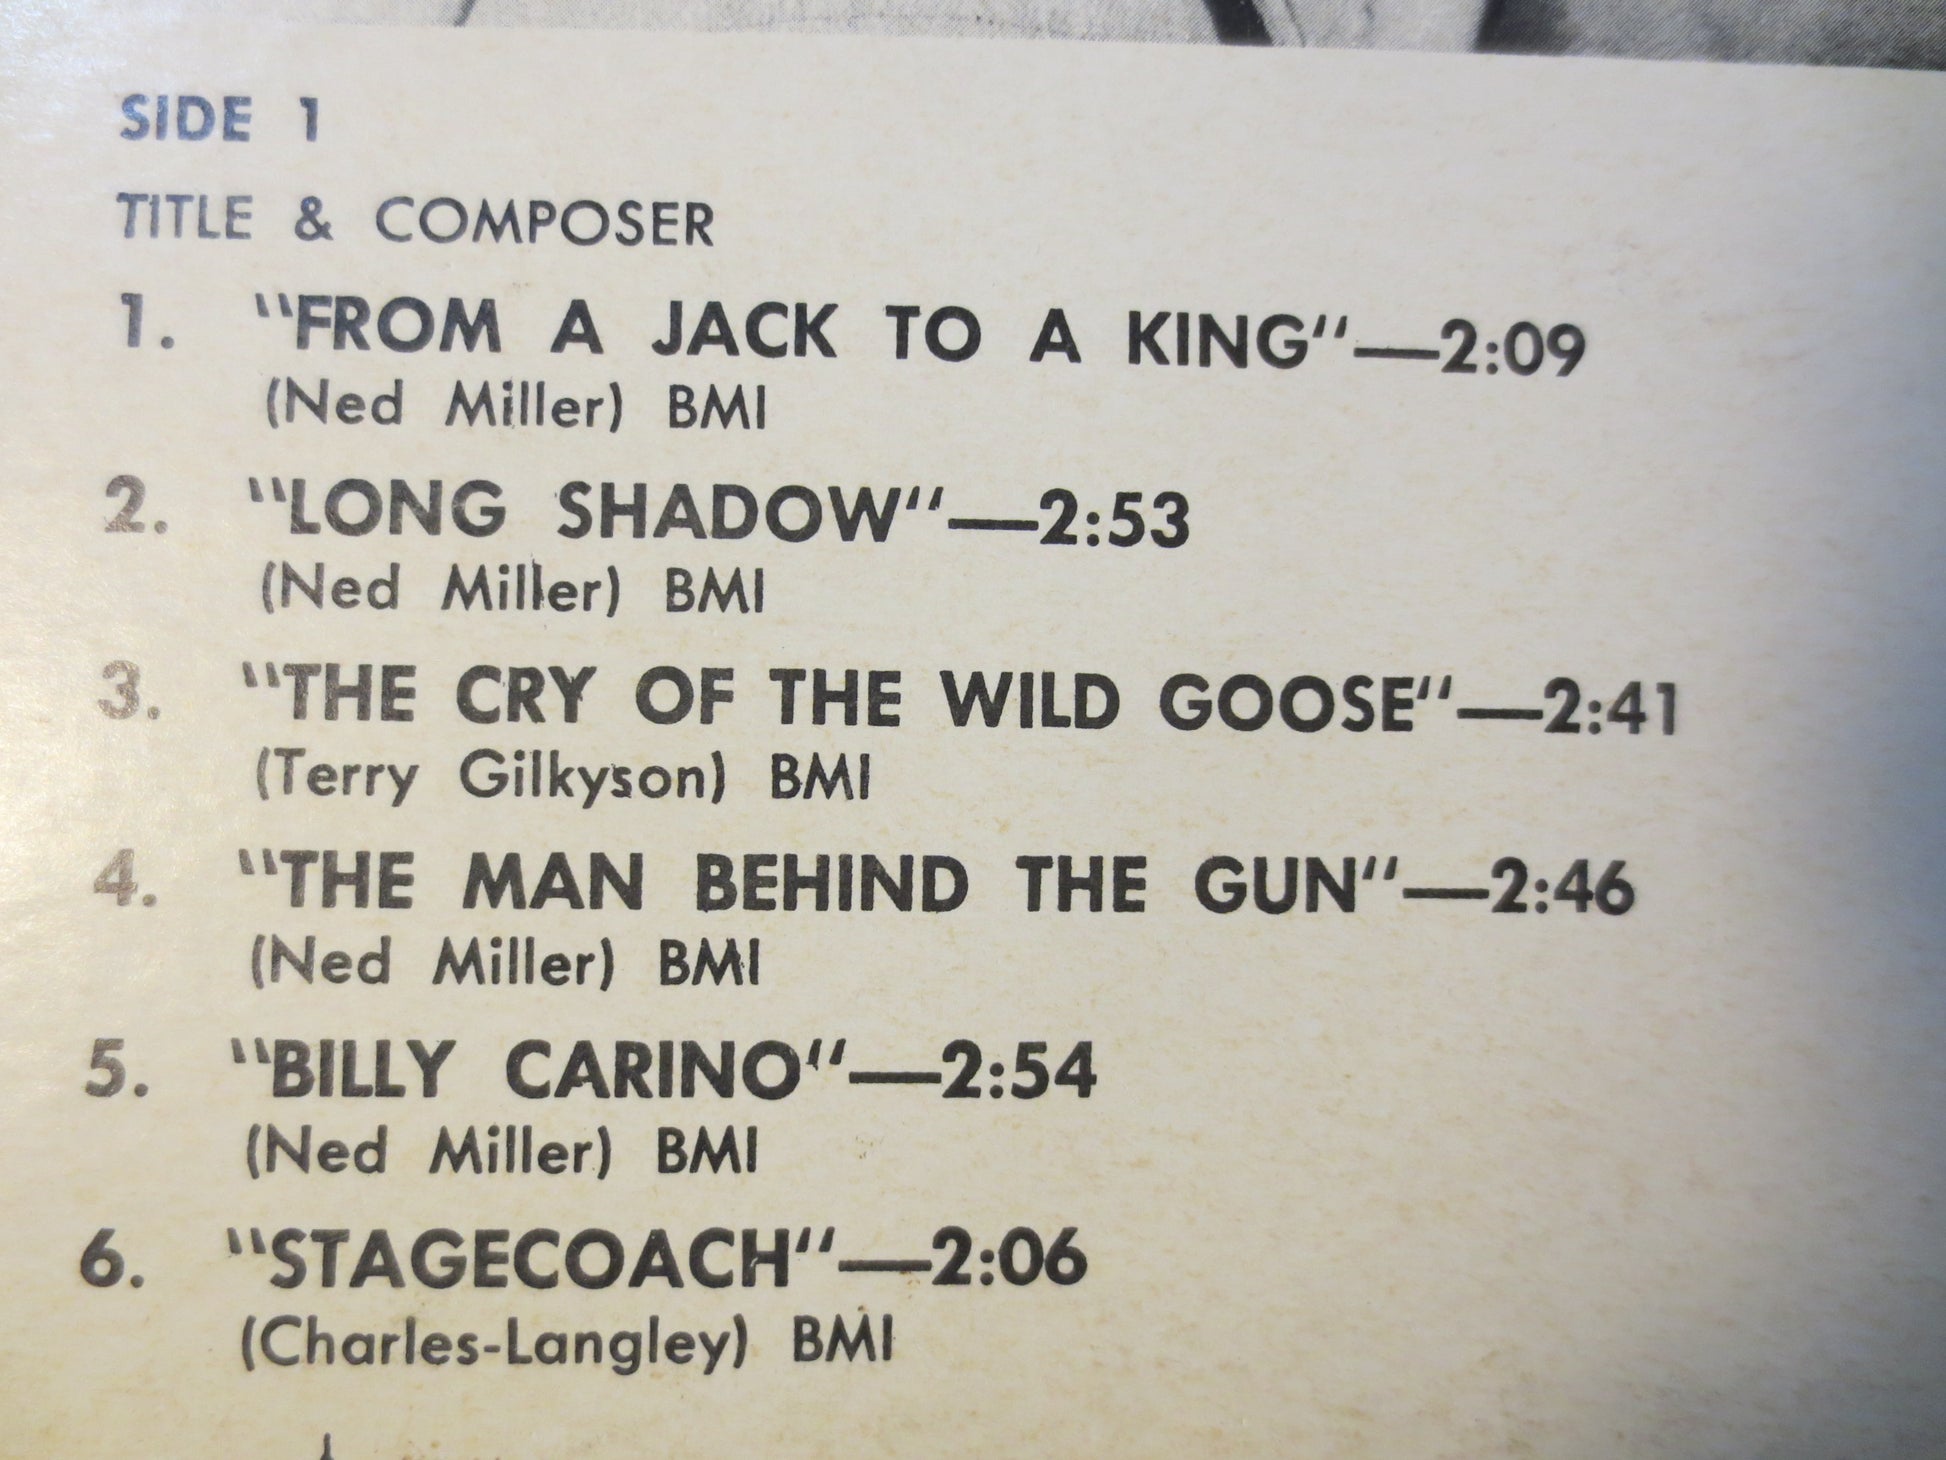 SIDE 1
TITLE & COMPOSER
1. "FROM A JACK TO A KING"—2:09
(Ned Miller) BMI
2. "LONG SHADOW"—2:53
(Ned Miller) BMI
3. "THE CRY OF THE WILD GOOSE"—2:41
(Terry Gilkyson) BMI
4. "THE MAN BEHIND THE GUN"—2:46
(Ned Miller) BMI
5. "BILLY CARINO"—2:54
(Ned Miller) BMI
6. "STAGECOACH"—2:06
(Charles-Langley) BMI